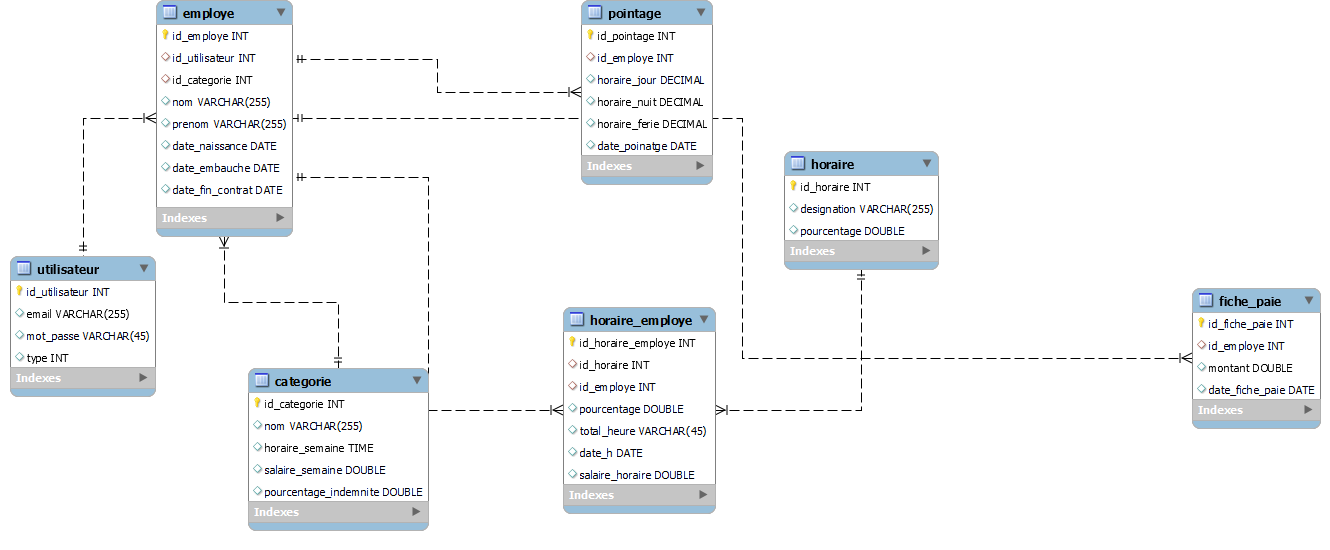 employe
id_employe INT
id_utilisateur INT
id_categorie INT
nom VARCHAR(255)
prenom VARCHAR(255)
date_naissance DATE
date_embauche DATE
date_fin_contrat DATE
Indexes
pointage
id_pointage INT
id_employe INT
horaire_jour DECIMAL
horaire_nuit DECIMAL
horaire_ferie DECIMAL
date_poinatge DATE
Indexes
horaire
id_horaire INT
designation VARCHAR(255)
pourcentage DOUBLE
Indexes
utilisateur
id_utilisateur INT
email VARCHAR(255)
mot_passe VARCHAR(45)
type INT
Indexes
categorie
id_categorie INT
nom VARCHAR(255)
horaire_semaine TIME
salaire_semaine DOUBLE
pourcentage_indemnite DOUBLE
Indexes
horaire_employe
id_horaire_employe INT
id_horaire INT
id_employe INT
pourcentage DOUBLE
total_heure VARCHAR(45)
date_h DATE
salaire_horaire DOUBLE
Indexes
fiche_paie
id_fiche_paie INT
id_employe INT
montant DOUBLE
date_fiche_paie DATE
Indexes